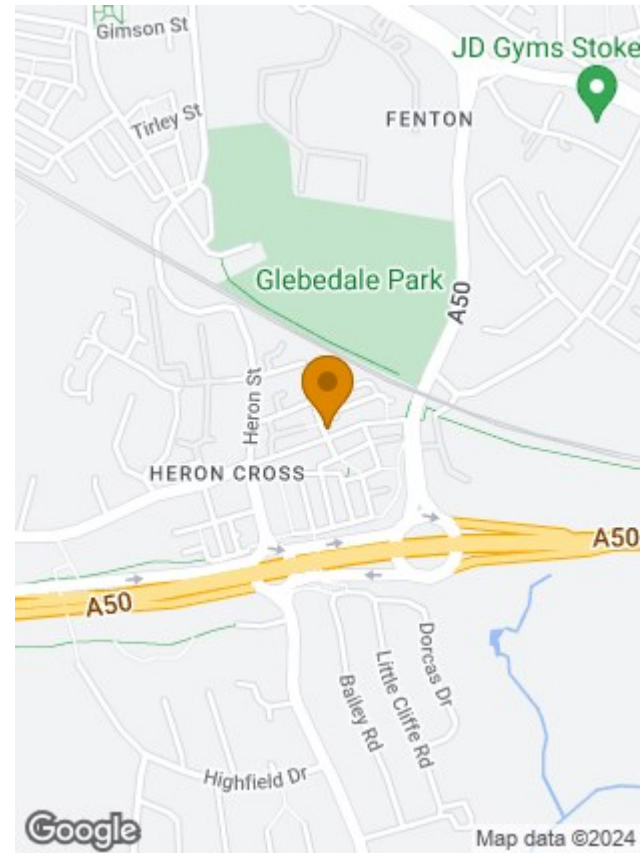 Gimson St
JD Gyms Stoke
Tirley St
FENTON
Glebedale Park
A50
Heron St
HERON CROSS
A50
A50
Dorcas Dr
Little Cliffe Rd
Bailey Rd
Highfield Dr
Google
Map data ©2024